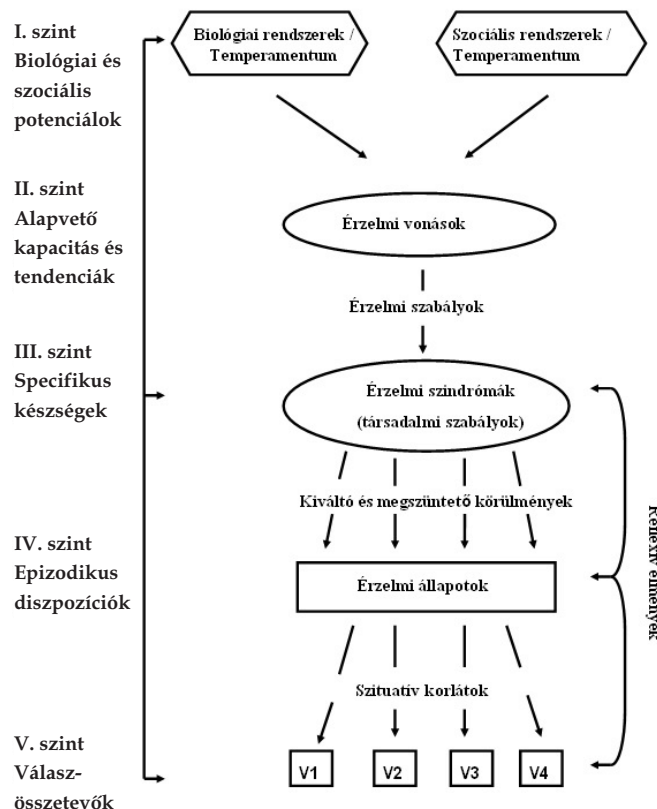 I. szint
Biológiai és
szociális
potenciálok
Biológiai rendszerek /
Temperamentum
Szociális rendszerek /
Temperamentum
II. szint
Alapvető
kapacitás és
tendenciák
Érzelmi vonások
Érzelmi szabályok
III. szint
Specifikus
készségek
Érzelmi szindrómák
(társadalmi szabályok)
Kiváltó és megszüntető körülmények
IV. szint
Epizodikus
diszpozíciók
Érzelmi állapotok
Reflexív élmények
Szituatív korlátok
V. szint
Válasz-
összetevők
V1
V2
V3
V4